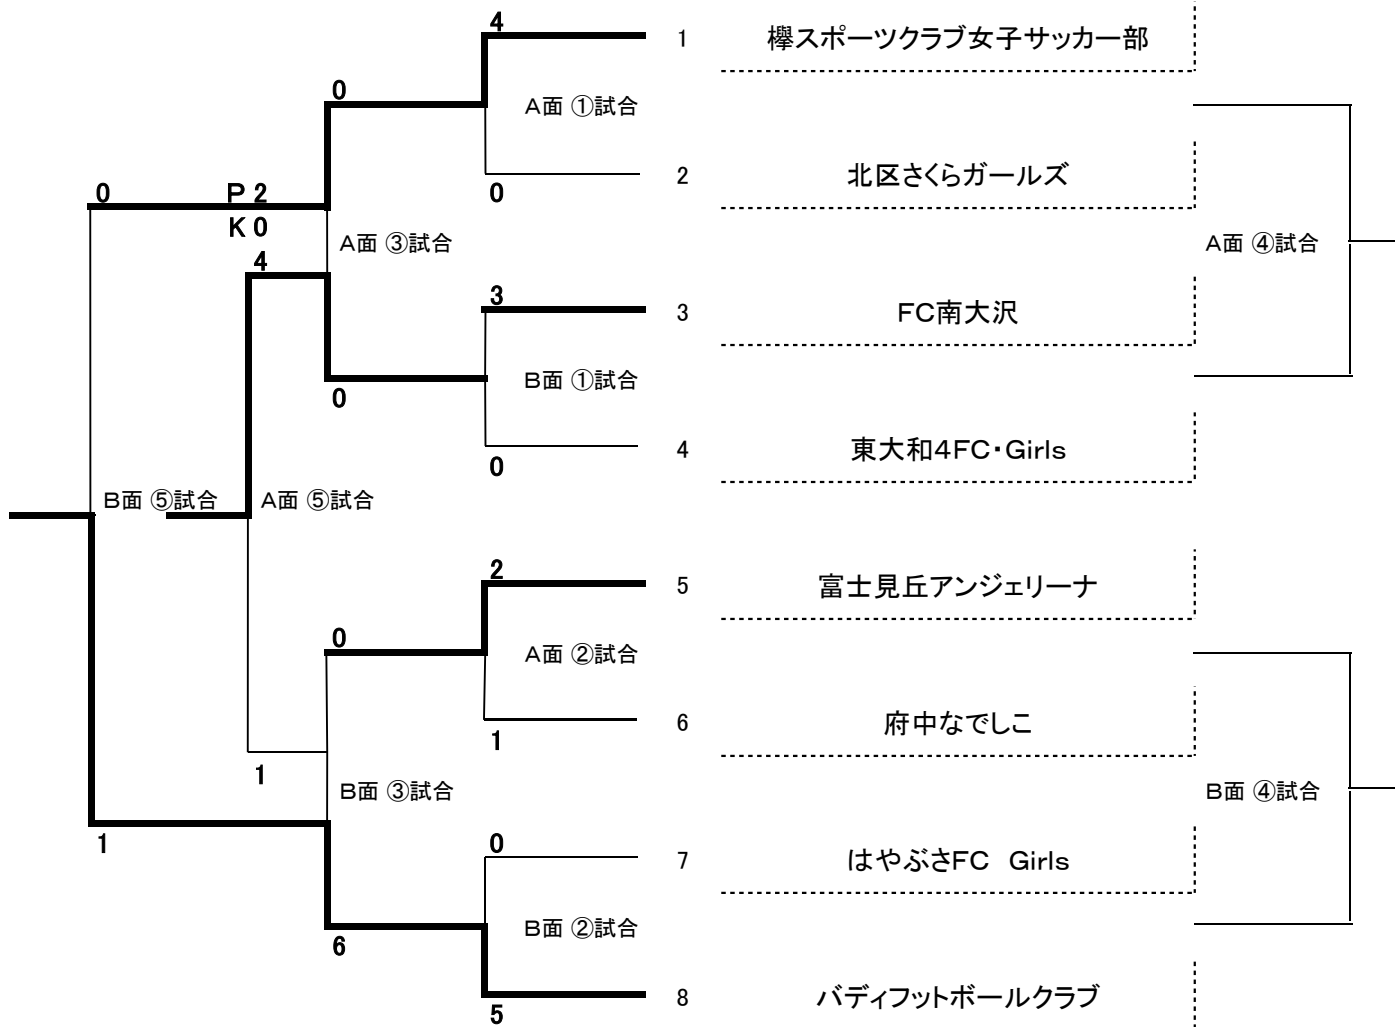 4
1 欅スポーツクラブ女子サッカー部
0
A面 ①試合
0 P 2
2 北区さくらガールズ
0
K 0
A面 ③試合
A面 ④試合
4
3
3 FC南大沢
B面 ①試合
0
4 東大和4FC・Girls
0
B面 ⑤試合 A面 ⑤試合
2
5 富士見丘アンジェリーナ
0
A面 ②試合
6 府中なでしこ
1
1
B面 ③試合
B面 ④試合
1
0
7 はやぶさFC Girls
B面 ②試合
6
8 バディフットボールクラブ
5